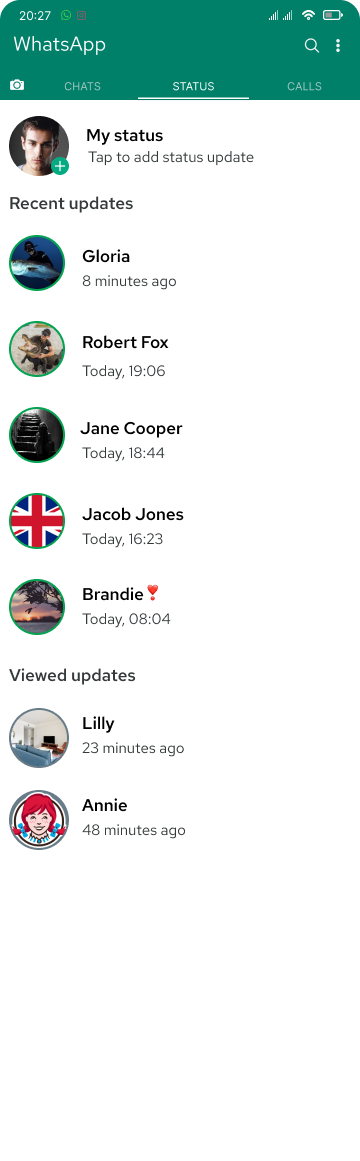 20:27
WhatsApp
CHATS
STATUS
CALLS
My status
Tap to add status update
Recent updates
Gloria
8 minutes ago
Robert Fox
Today, 19:06
Jane Cooper
Today, 18:44
Jacob Jones
Today, 16:23
Brandie❣️
Today, 08:04
Viewed updates
Lilly
23 minutes ago
Annie
48 minutes ago